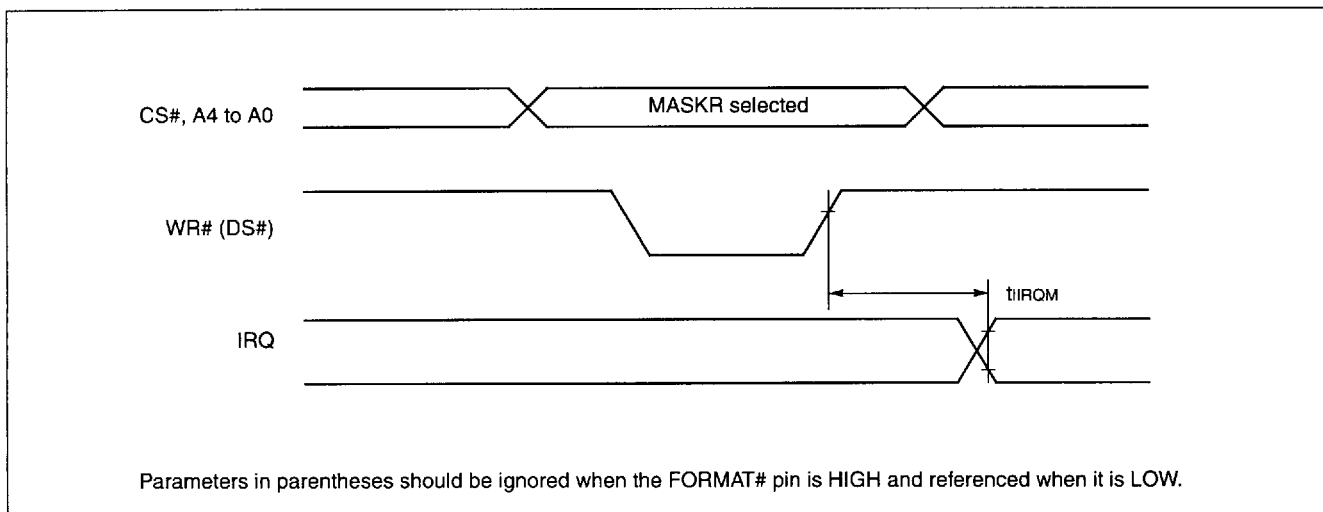 CS#, A4 to A0
MASKR selected
WR# (DS#)
tIIRQM
IRQ
Parameters in parentheses should be ignored when the FORMAT# pin is HIGH and referenced when it is LOW.